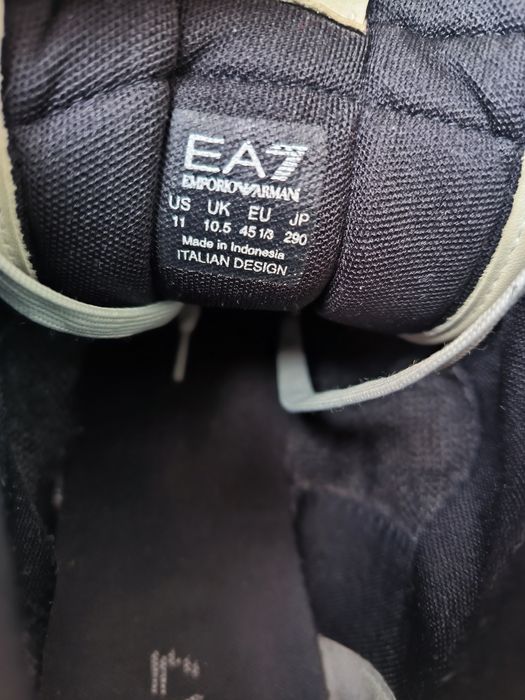 EA7
EMPORIO ARMANI
US UK EU JP
11 10.5 45 1/3 290
Made in Indonesia
ITALIAN DESIGN